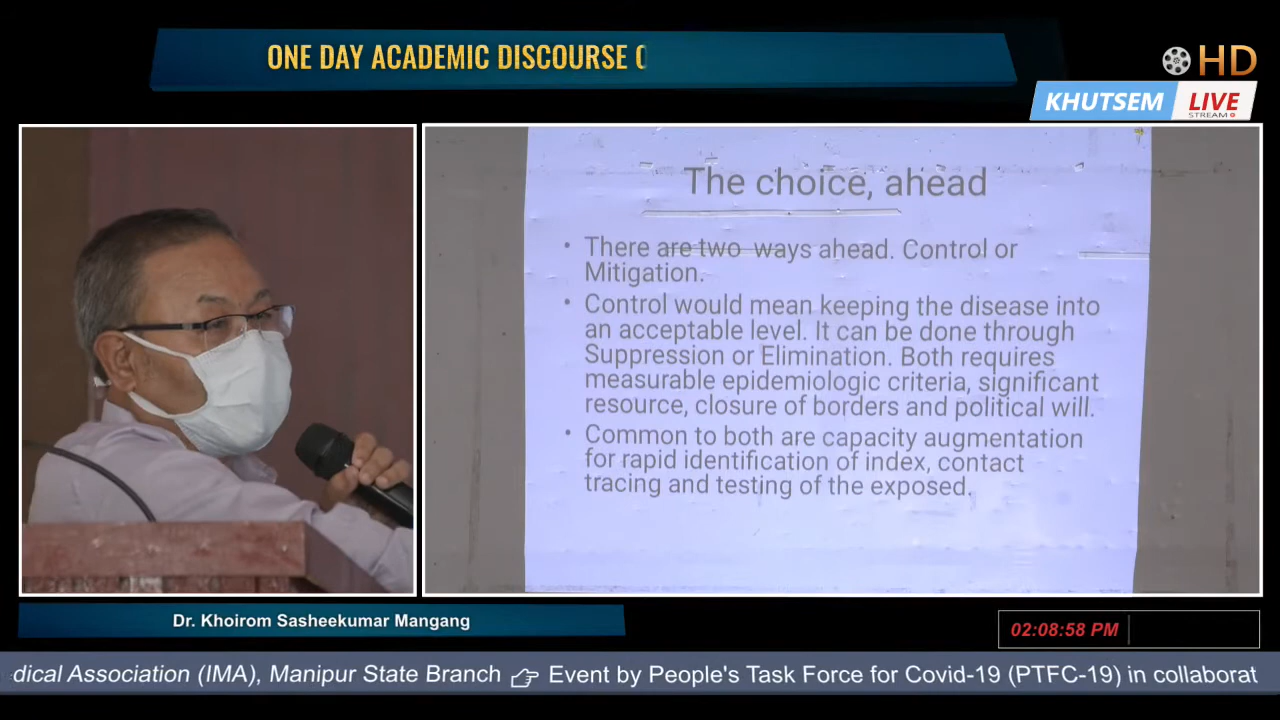 ONE DAY ACADEMIC DISCOURSE
HD
KHUTSEM LIVE
STREAM
The choice, ahead
• There are two ways ahead. Control or
Mitigation.
• Control would mean keeping the disease into
an acceptable level. It can be done through
Suppression or Elimination. Both requires
measurable epidemiologic criteria, significant
resource, closure of borders and political will.
• Common to both are capacity augmentation
for rapid identification of index, contact
tracing and testing of the exposed.
Dr. Khoirom Sasheekumar Mangang
02:08:58 PM
dical Association (IMA), Manipur State Branch Event by People's Task Force for Covid-19 (PTFC-19) in collaborat